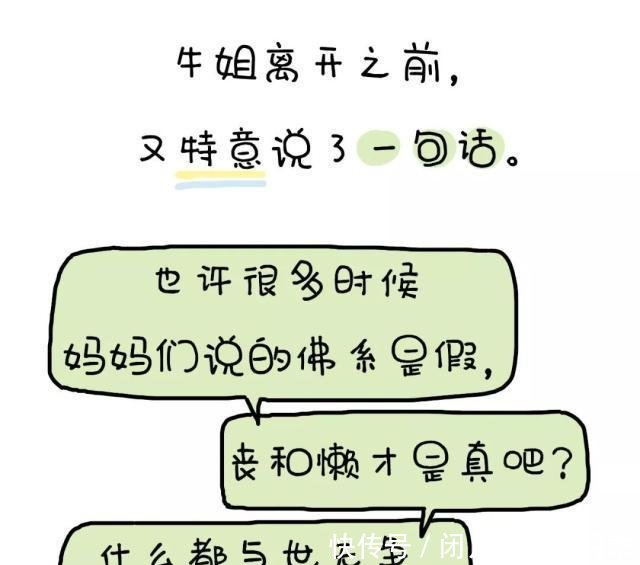 牛姐离开之前，
又特意说了一句话。
也许很多时候
妈妈们说的佛系是假，
丧和懒才是真吧？
什么都与世无争
快传号 / 闭